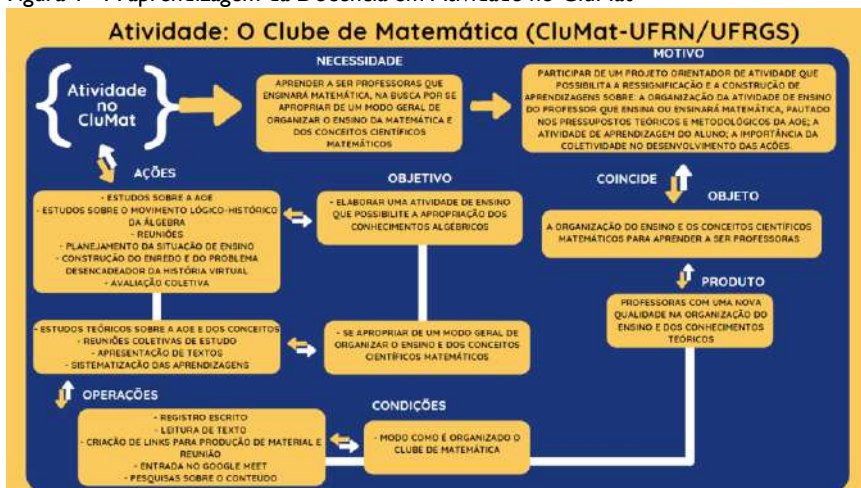 Atividade: O Clube de Matemática (CluMat-UFRN/UFRGS)
Atividade
no
CluMat
NECESSIDADE
APRENDER A SER PROFESSORAS QUE
ENSINARÁ MATEMÁTICA, NA BUSCA POR SE
APROPRIAR DE UM MODO GERAL DE
ORGANIZAR O ENSINO DA MATEMÁTICA E
DOS CONCEITOS CIENTÍFICOS
MATEMÁTICOS
MOTIVO
PARTICIPAR DE UM PROJETO ORIENTADOR DE ATIVIDADE QUE
POSSIBILITA A RESSIGNIFICAÇÃO E A CONSTRUÇÃO DE
APRENDIZAGENS SOBRE: A ORGANIZAÇÃO DA ATIVIDADE DE ENSINO
DO PROFESSOR QUE ENSINA OU ENSINARÁ MATEMÁTICA, PAUTADO
NOS PRESSUPOSTOS TEÓRICOS E METODOLÓGICOS DA AOE; A
ATIVIDADE DE APRENDIZAGEM DO ALUNO; A IMPORTÂNCIA DA
COLETIVIDADE NO DESENVOLVIMENTO DAS AÇÕES.
AÇÕES
- ESTUDOS SOBRE A AOE
- ESTUDOS SOBRE O MOVIMENTO LÓGICO-HISTÓRICO
DA ÁLGEBRA
- REUNIÕES
- PLANEJAMENTO DA SITUAÇÃO DE ENSINO
- CONSTRUÇÃO DO ENREDO E DO PROBLEMA
DESENCADEADOR DA HISTÓRIA VIRTUAL
- AVALIAÇÃO COLETIVA
OBJETIVO
- ELABORAR UMA ATIVIDADE DE ENSINO
QUE POSSIBILITE A APROPRIAÇÃO DOS
CONHECIMENTOS ALGÉBRICOS
COINCIDE
OBJETO
A ORGANIZAÇÃO DO ENSINO E OS CONCEITOS CIENTÍFICOS
MATEMÁTICOS PARA APRENDER A SER PROFESSORAS
PRODUTO
PROFESSORAS COM UMA NOVA
QUALIDADE NA ORGANIZAÇÃO DO
ENSINO E DOS CONHECIMENTOS
TEÓRICOS
- ESTUDOS TEÓRICOS SOBRE A AOE E DOS CONCEITOS
- REUNIÕES COLETIVAS DE ESTUDO
- APRESENTAÇÃO DE TEXTOS
- SISTEMATIZAÇÃO DAS APRENDIZAGENS
- SE APROPRIAR DE UM MODO GERAL DE
ORGANIZAR O ENSINO E DOS CONCEITOS
CIENTÍFICOS MATEMÁTICOS
OPERAÇÕES
- REGISTRO ESCRITO
- LEITURA DE TEXTO
- CRIAÇÃO DE LINKS PARA PRODUÇÃO DE MATERIAL E
REUNIÃO
- ENTRADA NO GOOGLE MEET
- PESQUISAS SOBRE O CONTEÚDO
CONDIÇÕES
- MODO COMO É ORGANIZADO O
CLUBE DE MATEMÁTICA